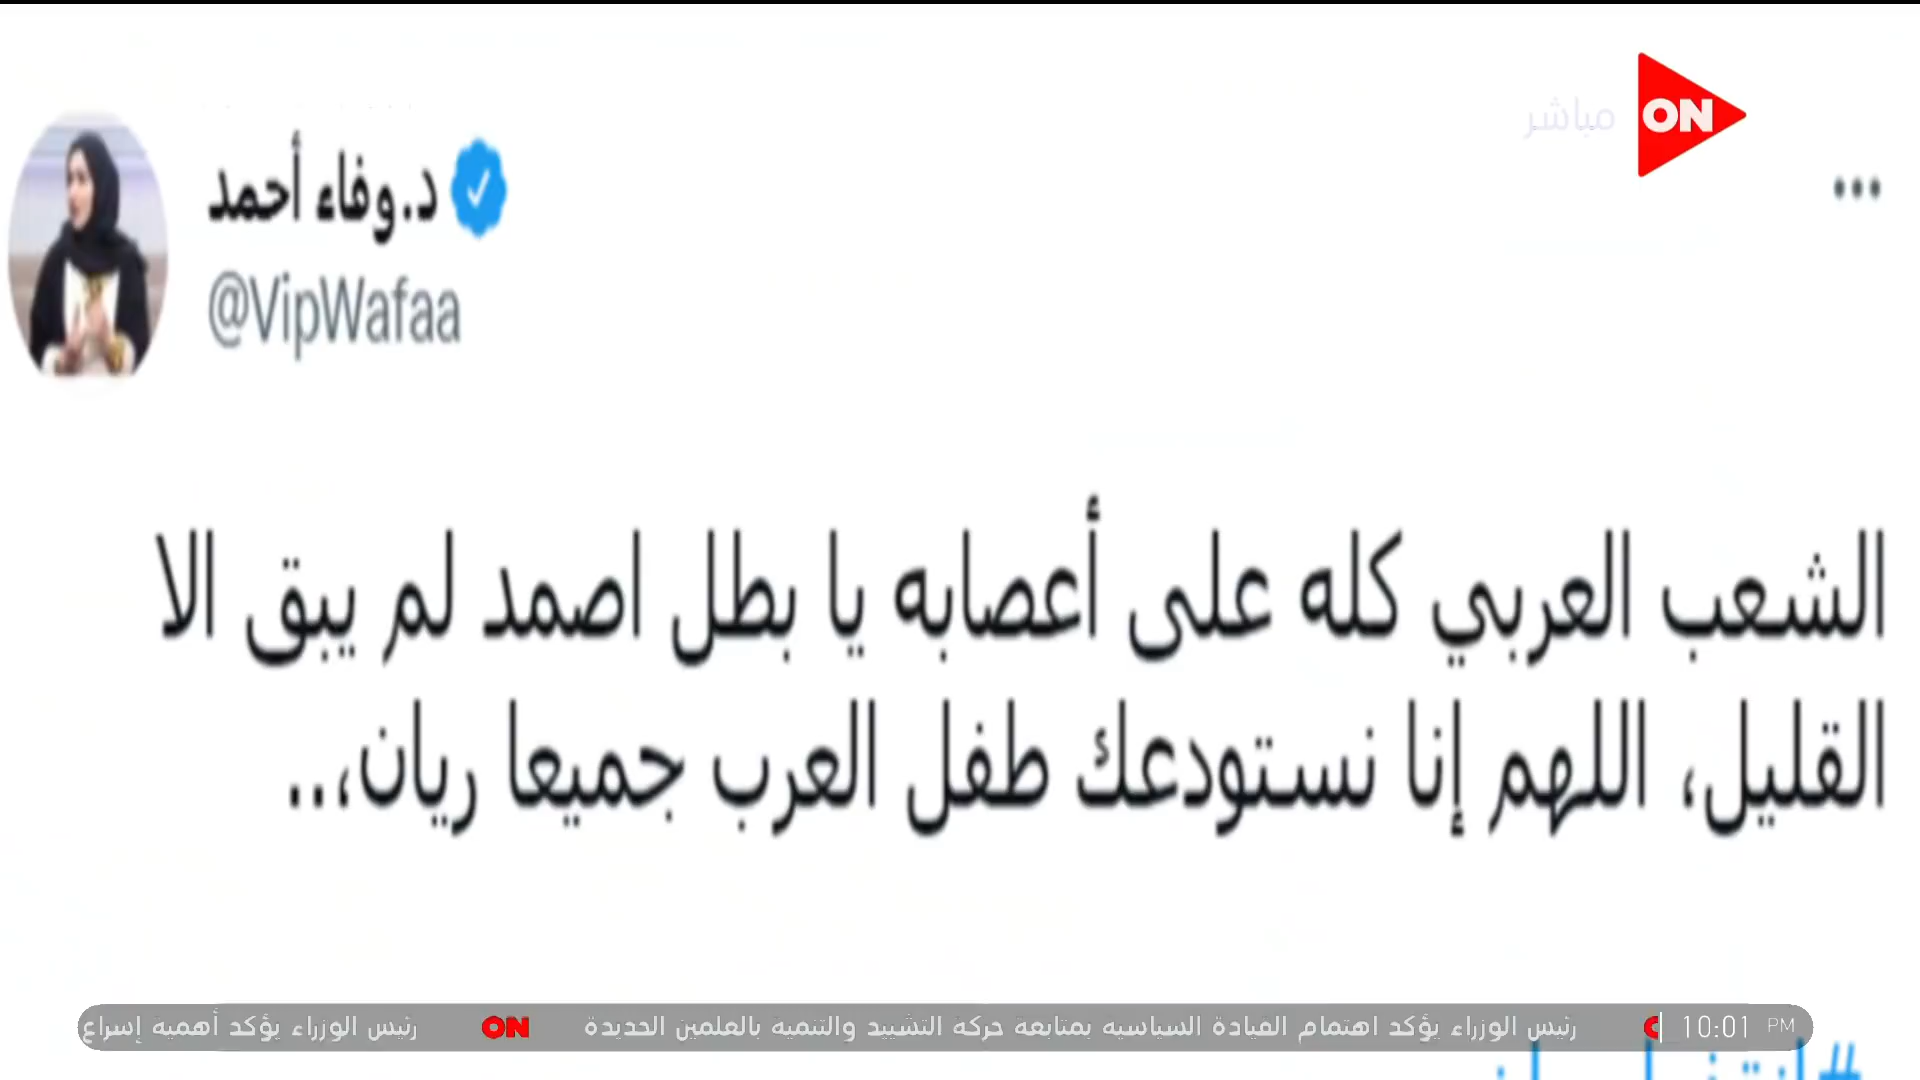 مباشر ON
د.وفاء أحمد
@VipWafaa
الشعب العربي كله على أعصابه يا بطل اصمد لم يبق الا
القليل، اللهم إنا نستودعك طفل العرب جميعا ريان،..
10:01 PM رئيس الوزراء يؤكد اهتمام القيادة السياسيه بمتابعة حركة التشييد والتنمية بالعلمين الجديدة ON رئيس الوزراء يؤكد أهمية إسراع